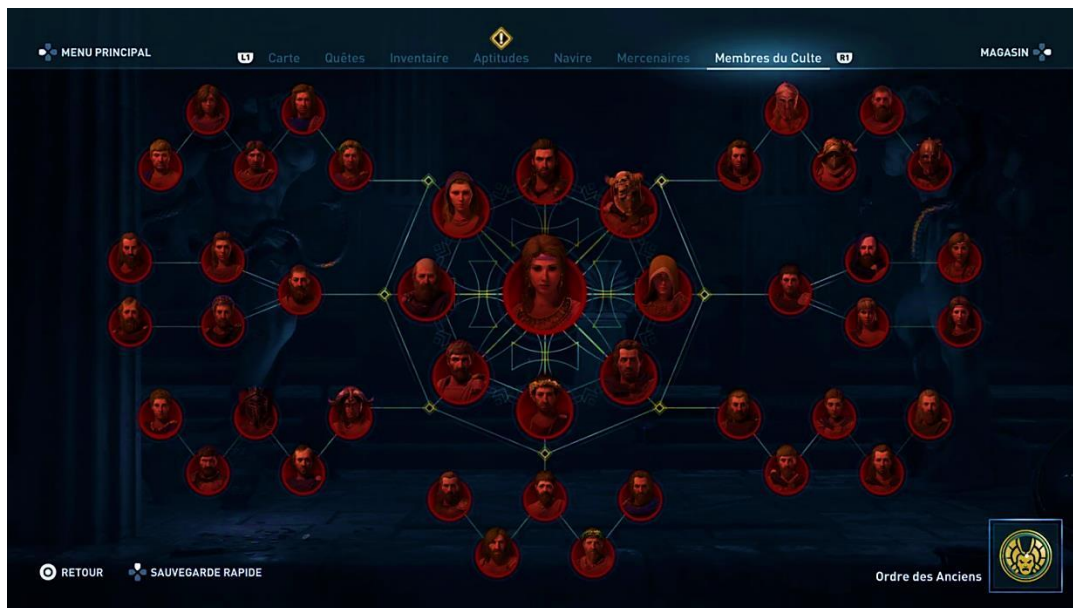 MENU PRINCIPAL
L1 Carte Quêtes Inventaire Aptitudes Navire Mercenaires Membres du Culte R1
MAGASIN
RETOUR
SAUVEGARDE RAPIDE
Ordre des Anciens